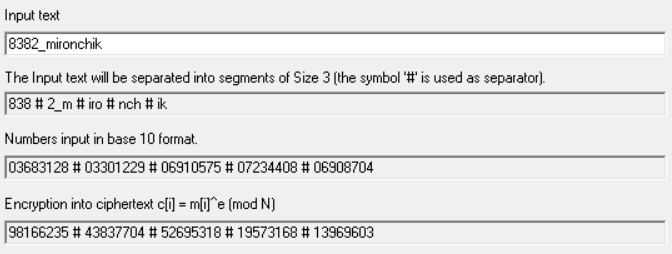 Input text
8382_mironchik
The Input text will be separated into segments of Size 3 (the symbol '#' is used as separator).
838 # 2_m # iro # nch # ik
Numbers input in base 10 format.
03683128 # 03301229 # 06910575 # 07234408 # 06908704
Encryption into ciphertext c[i] = m[i]^e (mod N)
98166235 # 43837704 # 52695318 # 19573168 # 13969603